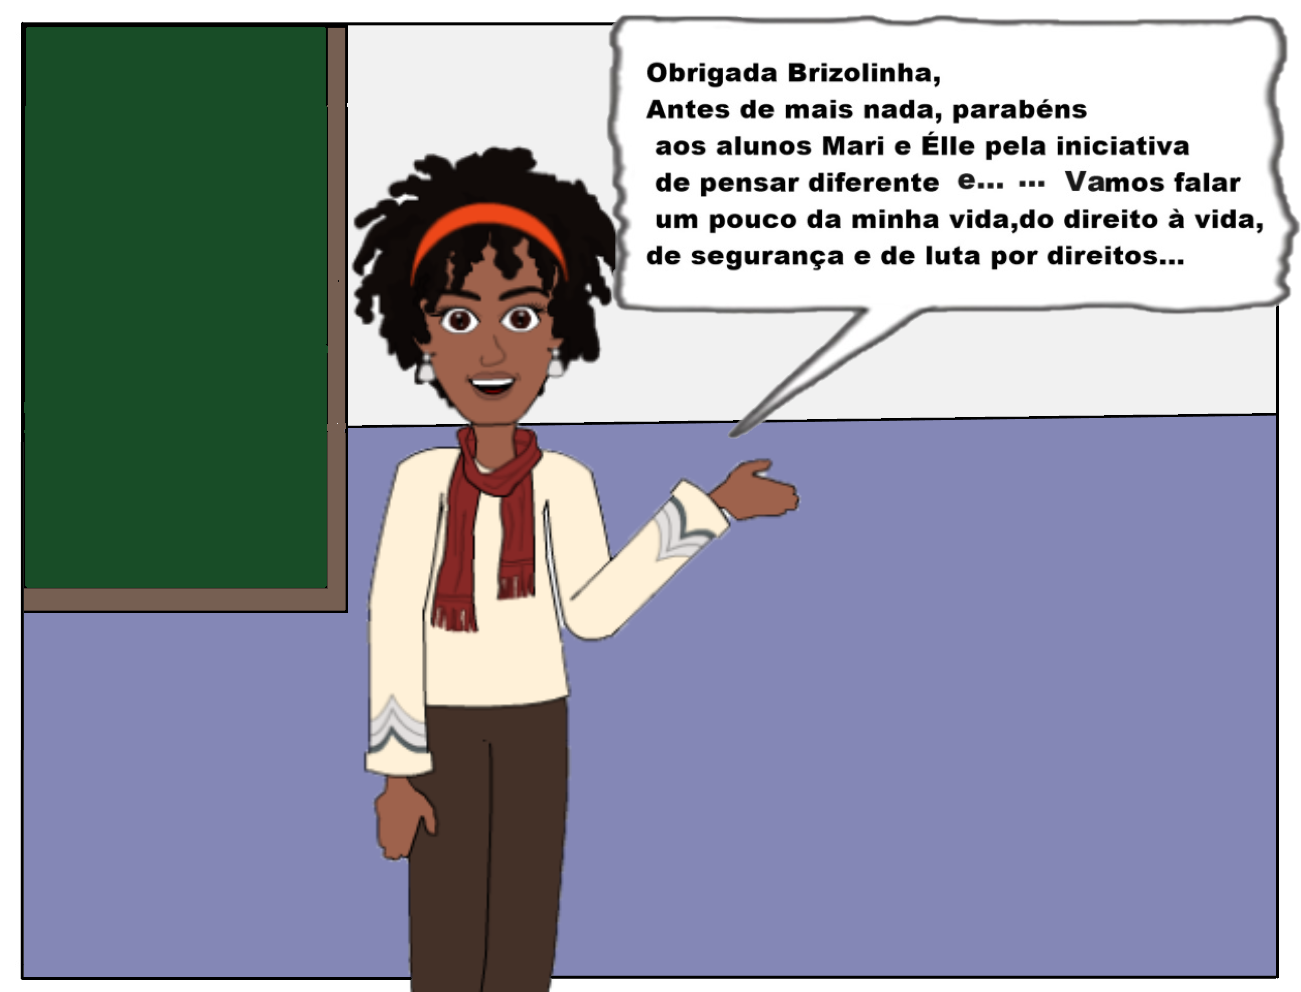 Obrigada Brizolinha,
Antes de mais nada, parabéns
aos alunos Mari e Élle pela iniciativa
de pensar diferente e... ... Vamos falar
um pouco da minha vida,do direito à vida,
de segurança e de luta por direitos...